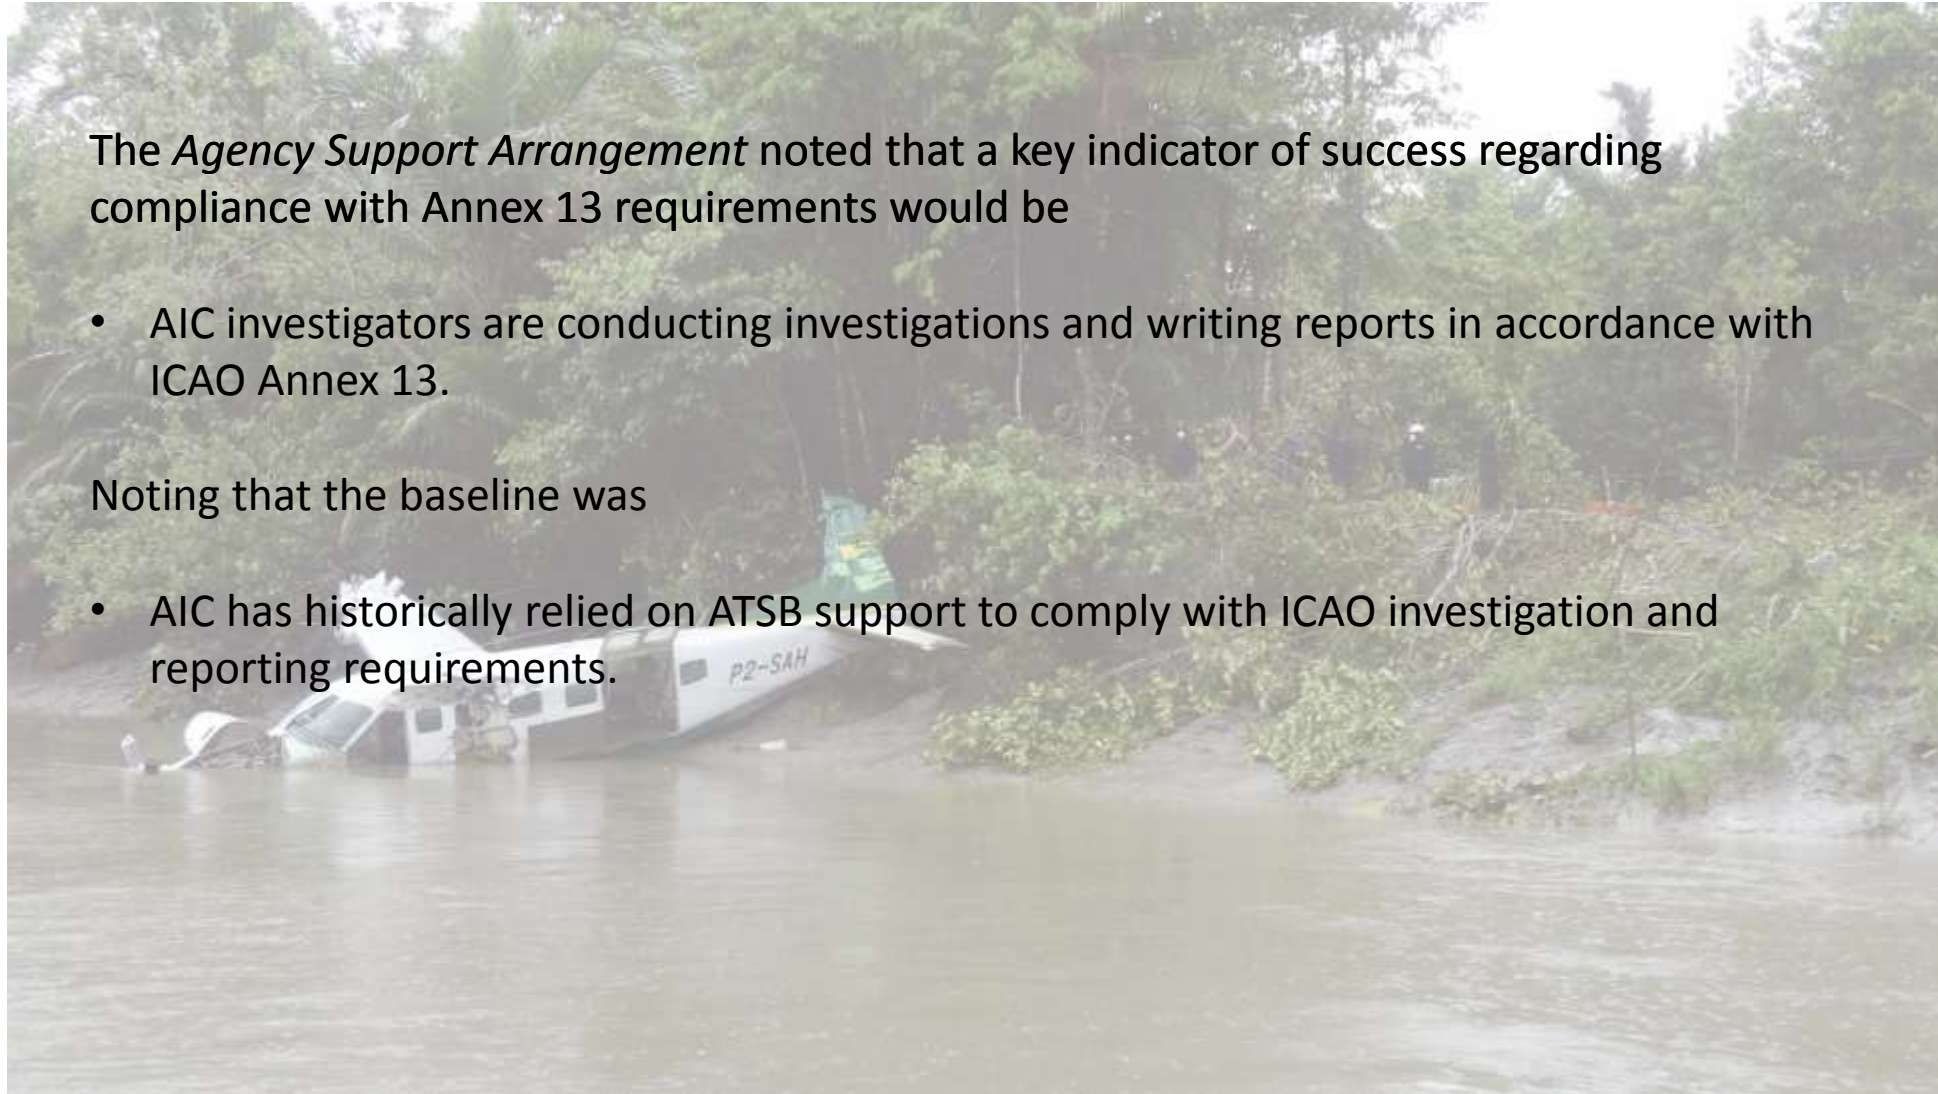 The Agency Support Arrangement noted that a key indicator of success regarding
compliance with Annex 13 requirements would be
• AIC investigators are conducting investigations and writing reports in accordance with
ICAO Annex 13.
Noting that the baseline was
• AIC has historically relied on ATSB support to comply with ICAO investigation and
reporting requirements.
P2-SAH